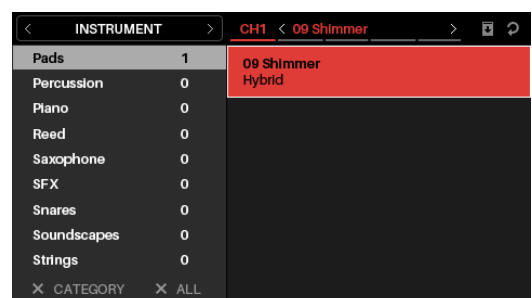 < INSTRUMENT >
CH1 < 09 Shimmer >
Pads 1
Percussion 0
Piano 0
Reed 0
Saxophone 0
SFX 0
Snares 0
Soundscapes 0
Strings 0
X CATEGORY X ALL
09 Shimmer
Hybrid